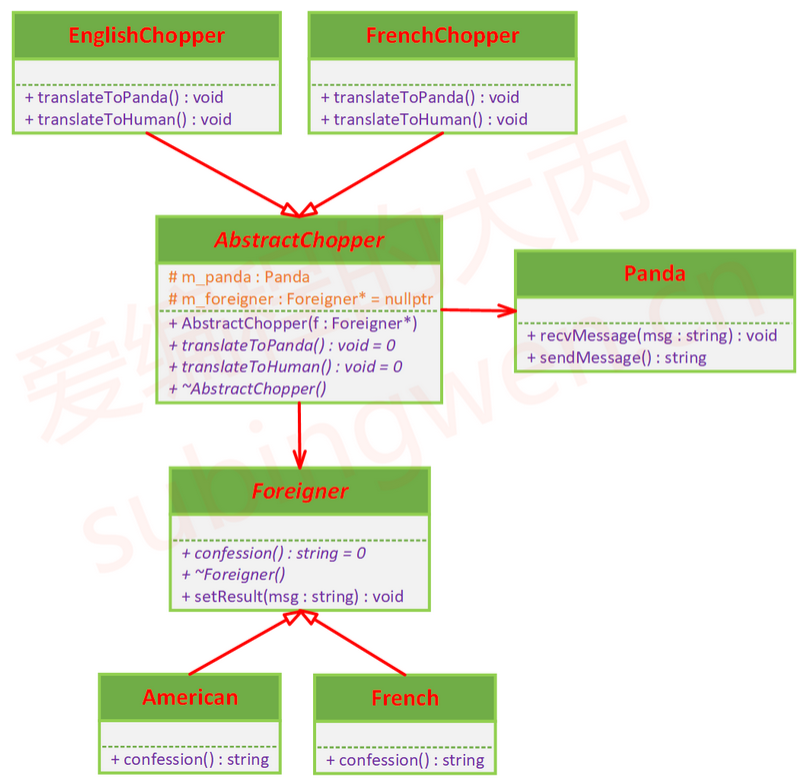 EnglishChopper
+ translateToPanda() : void
+ translateToHuman() : void
FrenchChopper
+ translateToPanda() : void
+ translateToHuman() : void
AbstractChopper
# m_panda : Panda
# m_foreigner : Foreigner* = nullptr
+ AbstractChopper(f : Foreigner*)
+ translateToPanda() : void = 0
+ translateToHuman() : void = 0
+ ~AbstractChopper()
Panda
+ recvMessage(msg : string) : void
+ sendMessage() : string
Foreigner
+ confession() : string = 0
+ ~Foreigner()
+ setResult(msg : string) : void
American
+ confession() : string
French
+ confession() : string
爱编程的大丙
subingwen.cn